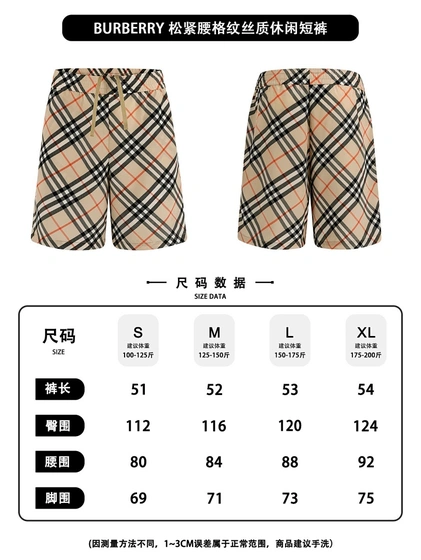 BURBERRY 松紧腰格纹丝质休闲短裤
尺码数据
SIZE DATA
尺码 S M L XL
SIZE 建议体重 建议体重 建议体重 建议体重
100-125斤 125-150斤 150-175斤 175-200斤
裤长 51 52 53 54
臀围 112 116 120 124
腰围 80 84 88 92
脚围 69 71 73 75
(因测量方法不同，1~3CM误差属于正常范围，商品建议手洗)